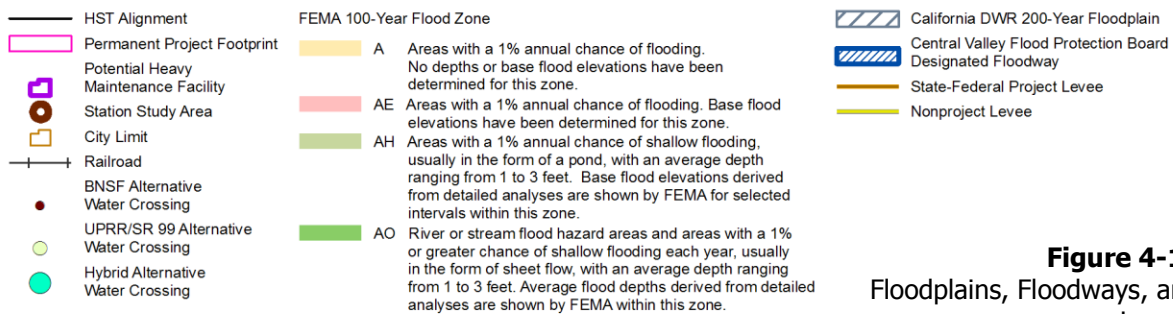 HST Alignment
Permanent Project Footprint
Potential Heavy
Maintenance Facility
Station Study Area
City Limit
Railroad
BNSF Alternative
Water Crossing
UPRR/SR 99 Alternative
Water Crossing
Hybrid Alternative
Water Crossing
FEMA 100-Year Flood Zone
A Areas with a 1% annual chance of flooding.
No depths or base flood elevations have been
determined for this zone.
AE Areas with a 1% annual chance of flooding. Base flood
elevations have been determined for this zone.
AH Areas with a 1% annual chance of shallow flooding,
usually in the form of a pond, with an average depth
ranging from 1 to 3 feet. Base flood elevations derived
from detailed analyses are shown by FEMA for selected
intervals within this zone.
AO River or stream flood hazard areas and areas with a 1%
or greater chance of shallow flooding each year, usually
in the form of sheet flow, with an average depth ranging
from 1 to 3 feet. Average flood depths derived from detailed
analyses are shown by FEMA within this zone.
California DWR 200-Year Floodplain
Central Valley Flood Protection Board
Designated Floodway
State-Federal Project Levee
Nonproject Levee
Figure 4-
Floodplains, Floodways,